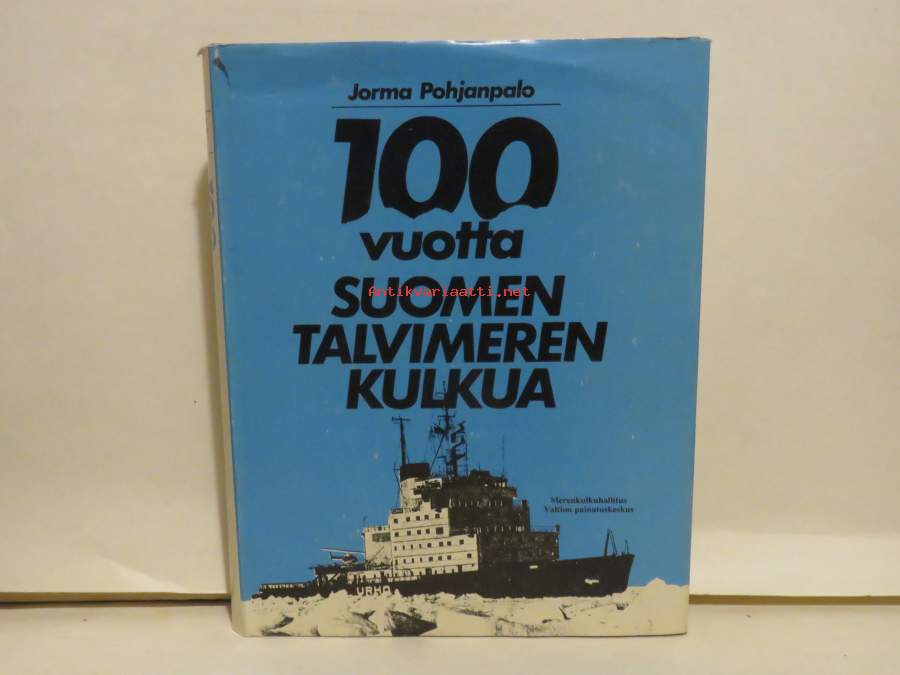 Jorma Pohjanpalo
100
vuotta
SUOMEN
Antikvariaatti.net
TALVIMEREN
KULKUA
Merenkulkuhallitus
Valtion painatuskeskus
URHO